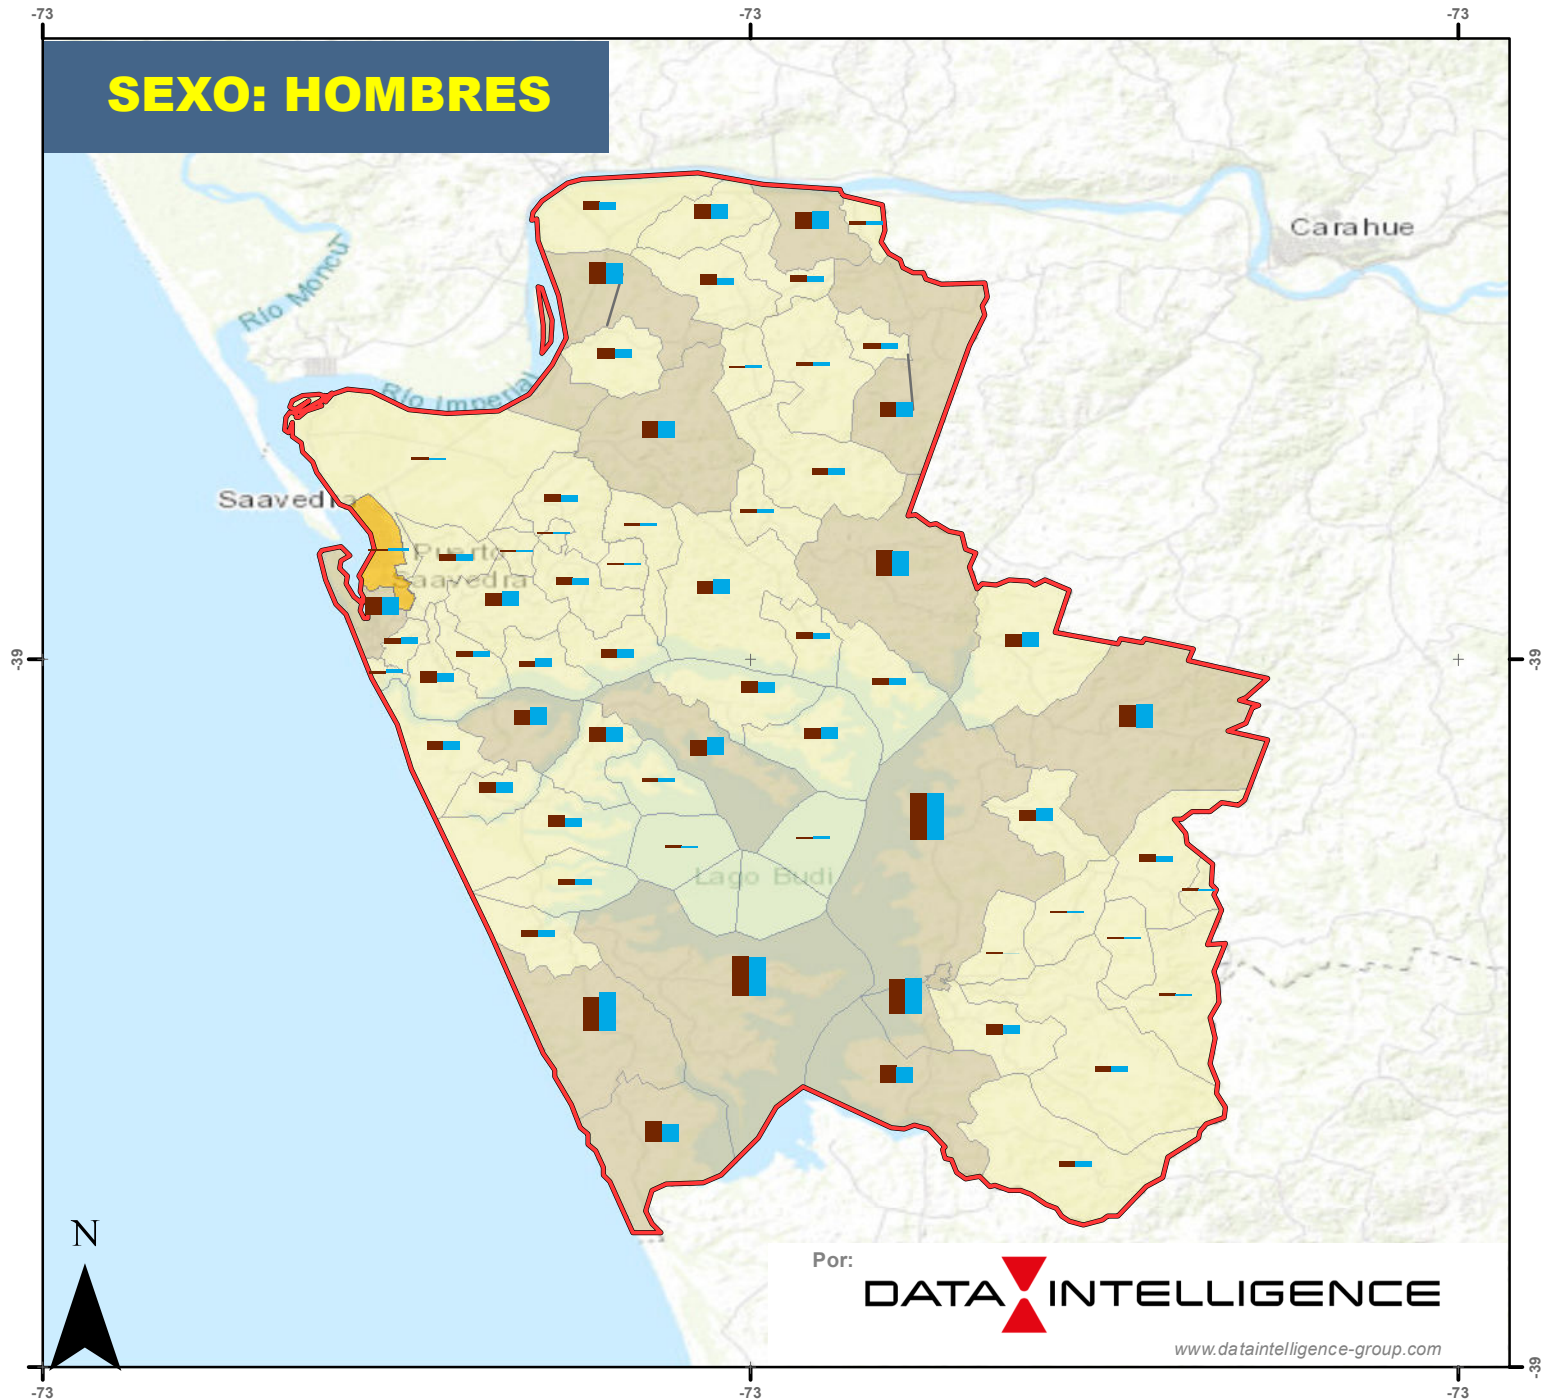 -73
-73
-73
SEXO: HOMBRES
Carahue
Río Moncul
Río Imperial
Saavedra
Puerto
Saavedra
-39
-39
Lago Budi
N
Por:
DATA INTELLIGENCE
www.dataintelligence-group.com
-39
-73
-73
-73